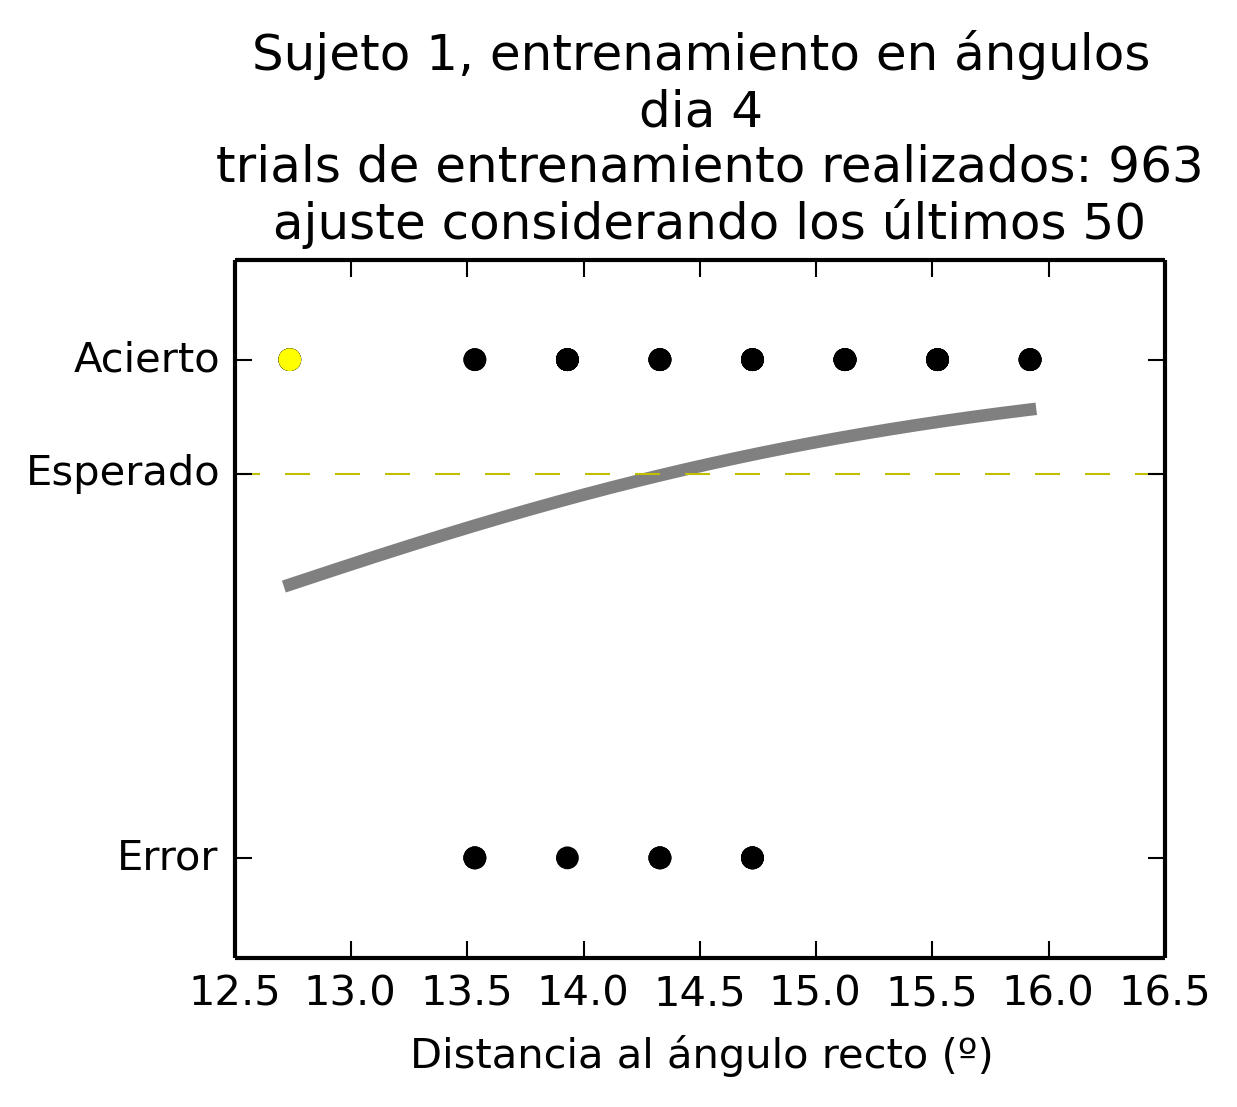 Sujeto 1, entrenamiento en ángulos
dia 4
trials de entrenamiento realizados: 963
ajuste considerando los últimos 50
Acierto
Esperado
Error
12.5 13.0 13.5 14.0 14.5 15.0 15.5 16.0 16.5
Distancia al ángulo recto (º)